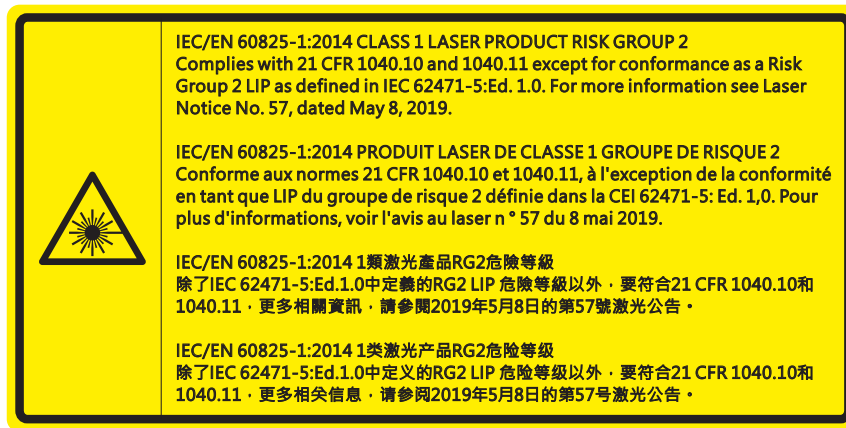 IEC/EN 60825-1:2014 CLASS 1 LASER PRODUCT RISK GROUP 2
Complies with 21 CFR 1040.10 and 1040.11 except for conformance as a Risk
Group 2 LIP as defined in IEC 62471-5:Ed. 1.0. For more information see Laser
Notice No. 57, dated May 8, 2019.
IEC/EN 60825-1:2014 PRODUIT LASER DE CLASSE 1 GROUPE DE RISQUE 2
Conforme aux normes 21 CFR 1040.10 et 1040.11, à l'exception de la conformité
en tant que LIP du groupe de risque 2 définie dans la CEI 62471-5: Ed. 1,0. Pour
plus d'informations, voir l'avis au laser n ° 57 du 8 mai 2019.
IEC/EN 60825-1:2014 1類激光產品RG2危險等級
除了IEC 62471-5:Ed.1.0中定義的RG2 LIP 危險等級以外，要符合21 CFR 1040.10和
1040.11，更多相關資訊，請參閱2019年5月8日的第57號激光公告。
IEC/EN 60825-1:2014 1类激光产品RG2危险等级
除了IEC 62471-5:Ed.1.0中定义的RG2 LIP 危险等级以外，要符合21 CFR 1040.10和
1040.11，更多相关信息，请参阅2019年5月8日的第57号激光公告。